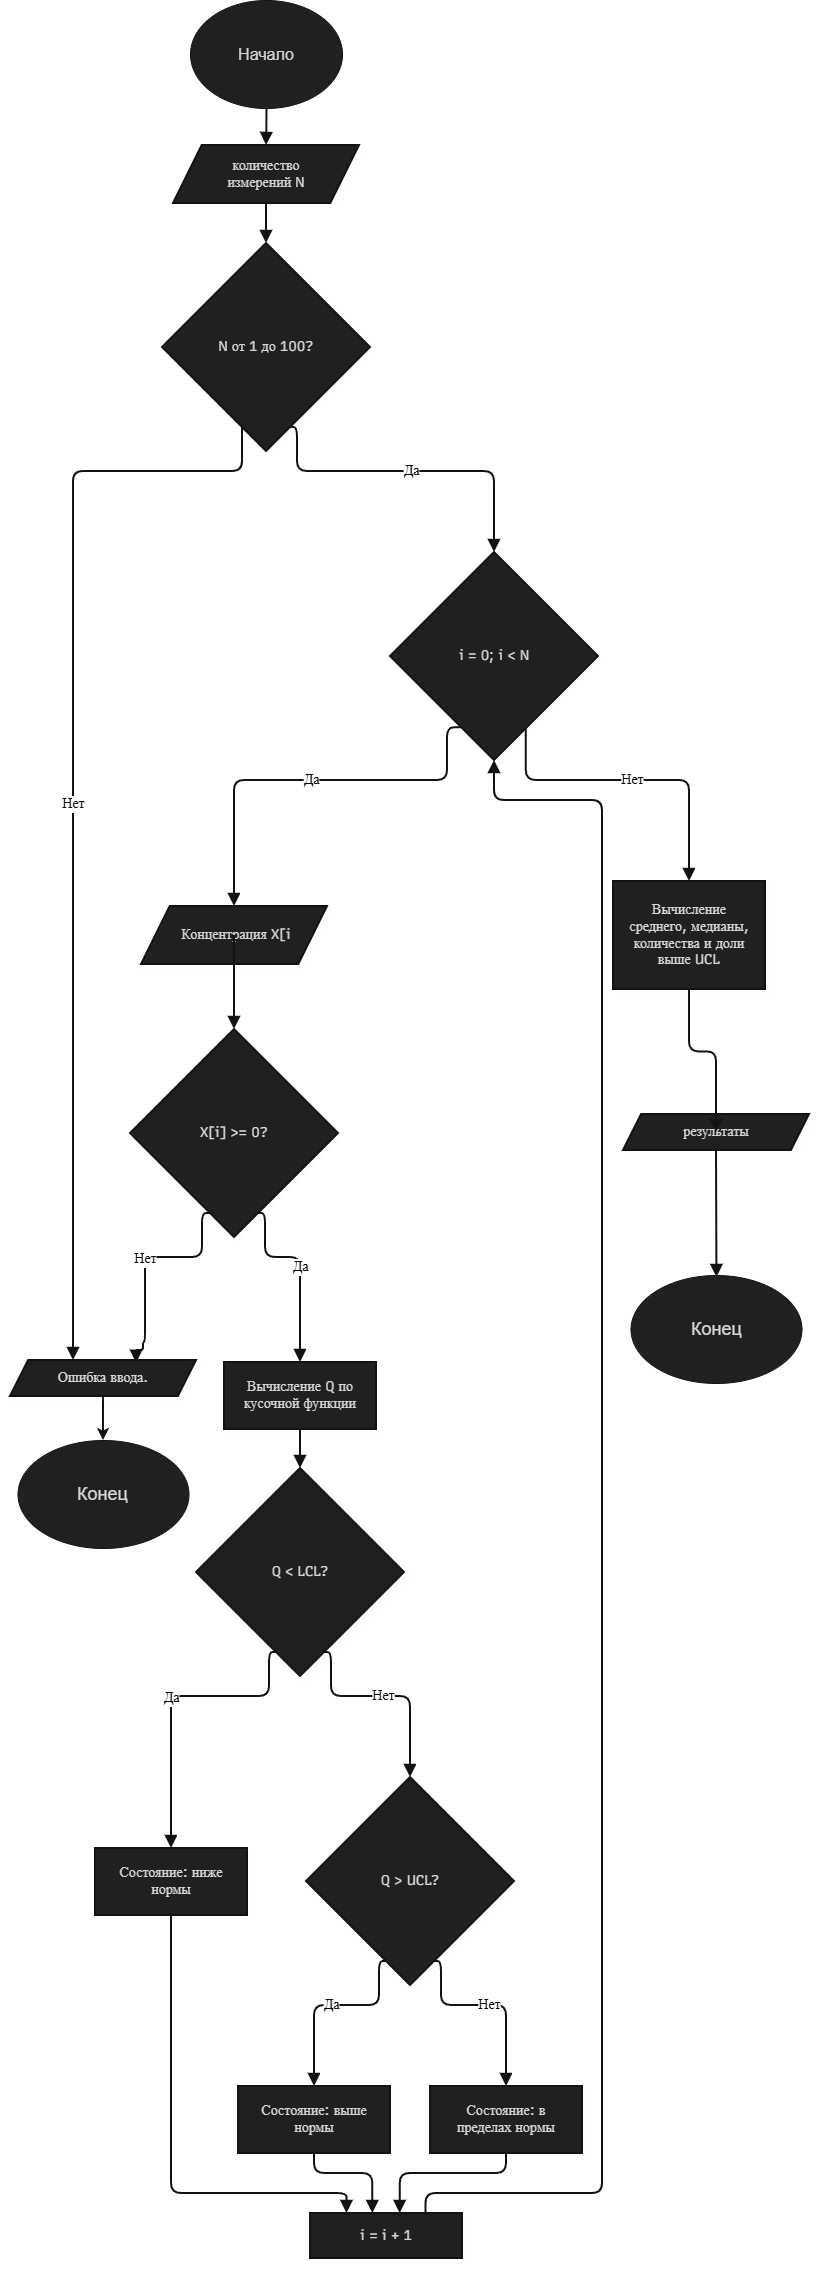 Начало
количество
измерений N
N от 1 до 100?
Да
i = 0; i < N
Да
Нет
Нет
Вычисление
среднего, медианы,
количества и доли
выше UCL
Концентрация X[i
X[i] >= 0?
результаты
Нет
Да
Конец
Ошибка ввода.
Вычисление Q по
кусочной функции
Конец
Q < LCL?
Да
Нет
Состояние: ниже
нормы
Q > UCL?
Да
Нет
Состояние: выше
нормы
Состояние: в
пределах нормы
i = i + 1